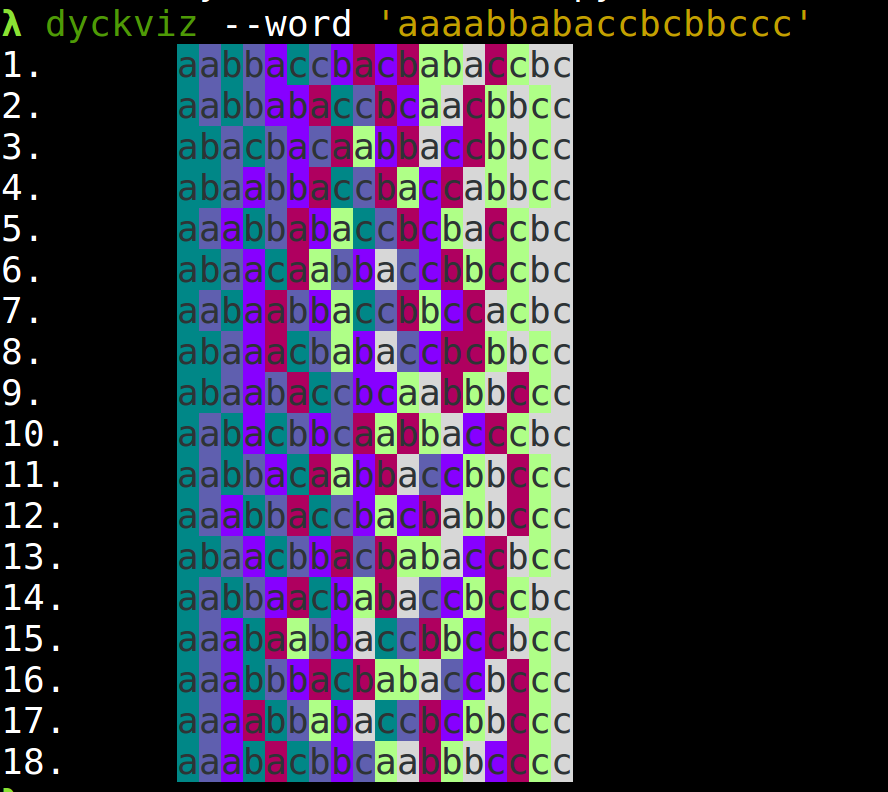 λ dyckviz --word 'aaaabbabaccbcbbccc'
1. aabbaccbacbabaccbc
2. aabbabaccbcaacbbcc
3. abacbacaabbaccbbcc
4. abaabbaccbaccabbcc
5. aaabbabaccbcbaccbc
6. abaacaabbaccbbccbc
7. aabaabbaccbbccacbc
8. abaaacbabaccbcbbcc
9. abaabaccbcaabbbccc
10. aabacbbcaabbacccbc
11. aabbacaabbaccbbccc
12. aaabbaccbacbabbccc
13. abaacbbacbabaccbcc
14. aabbaacbabaccbccbc
15. aaabaabbaccbbccbcc
16. aaabbbacbabaccbccc
17. aaaabbabaccbcbbccc
18. aaabacbbcaabbbcccc